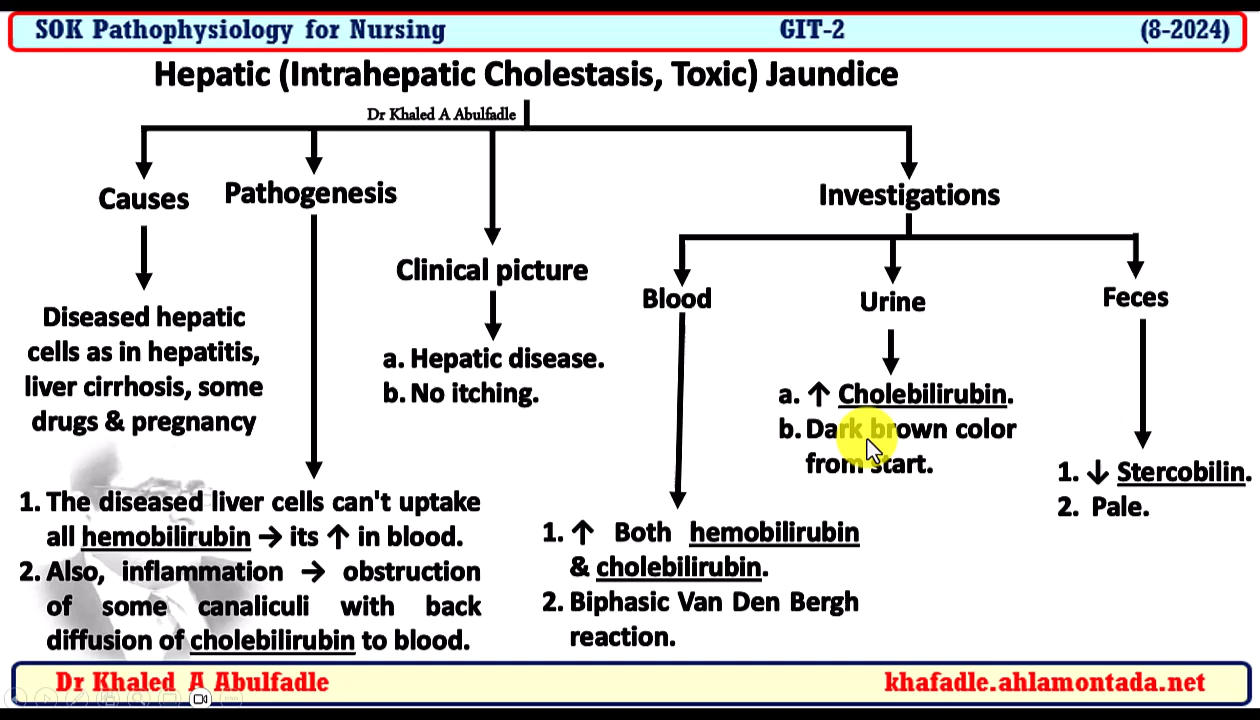 SOK Pathophysiology for Nursing GIT-2 (8-2024)
Hepatic (Intrahepatic Cholestasis, Toxic) Jaundice
Dr Khaled A Abulfadle
Causes
Diseased hepatic
cells as in hepatitis,
liver cirrhosis, some
drugs & pregnancy
Pathogenesis
1. The diseased liver cells can't uptake
all hemobilirubin → its ↑ in blood.
2. Also, inflammation → obstruction
of some canaliculi with back
diffusion of cholebilirubin to blood.
Clinical picture
a. Hepatic disease.
b. No itching.
Investigations
Blood
1. ↑ Both hemobilirubin
& cholebilirubin.
2. Biphasic Van Den Bergh
reaction.
Urine
a. ↑ Cholebilirubin.
b. Dark brown color
from start.
Feces
1. ↓ Stercobilin.
2. Pale.
Dr Khaled A Abulfadle khafadle.ahlamontada.net